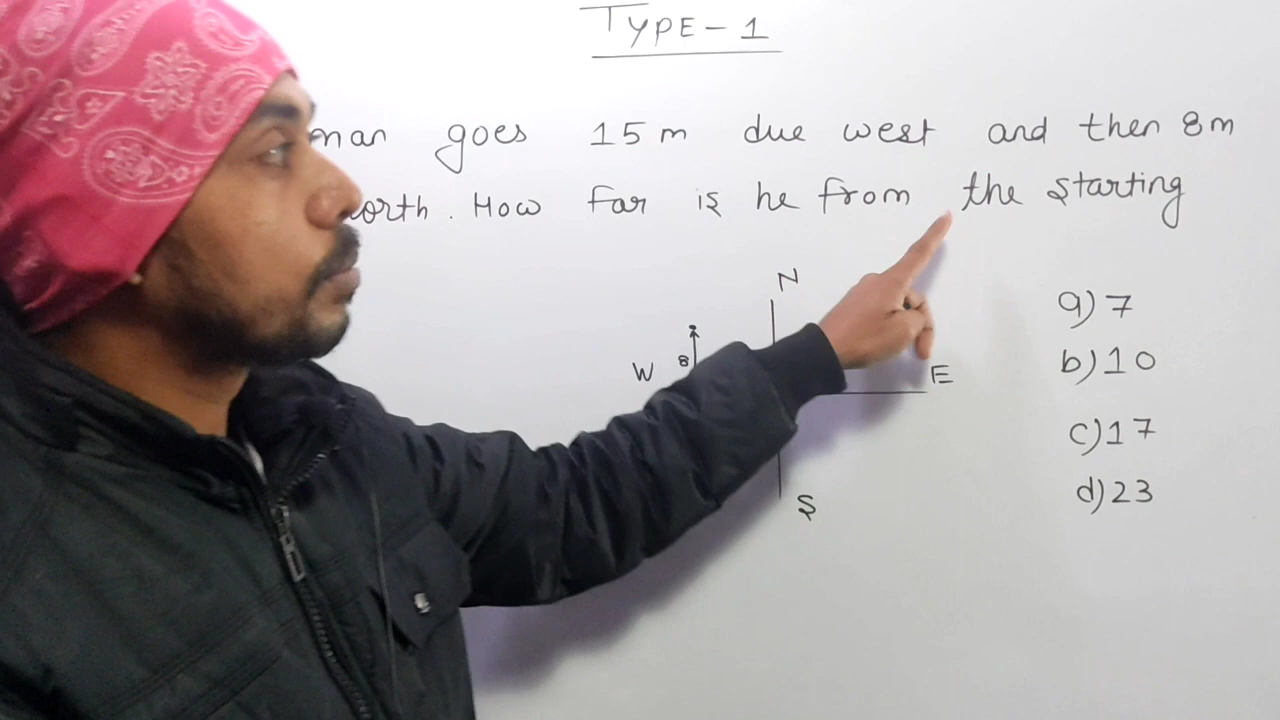 TYPE - 1
man goes 15 m due west and then 8 m
orth. How far is he from the starting
N
a) 7
8
b) 10
W
E
c) 17
d) 23
S